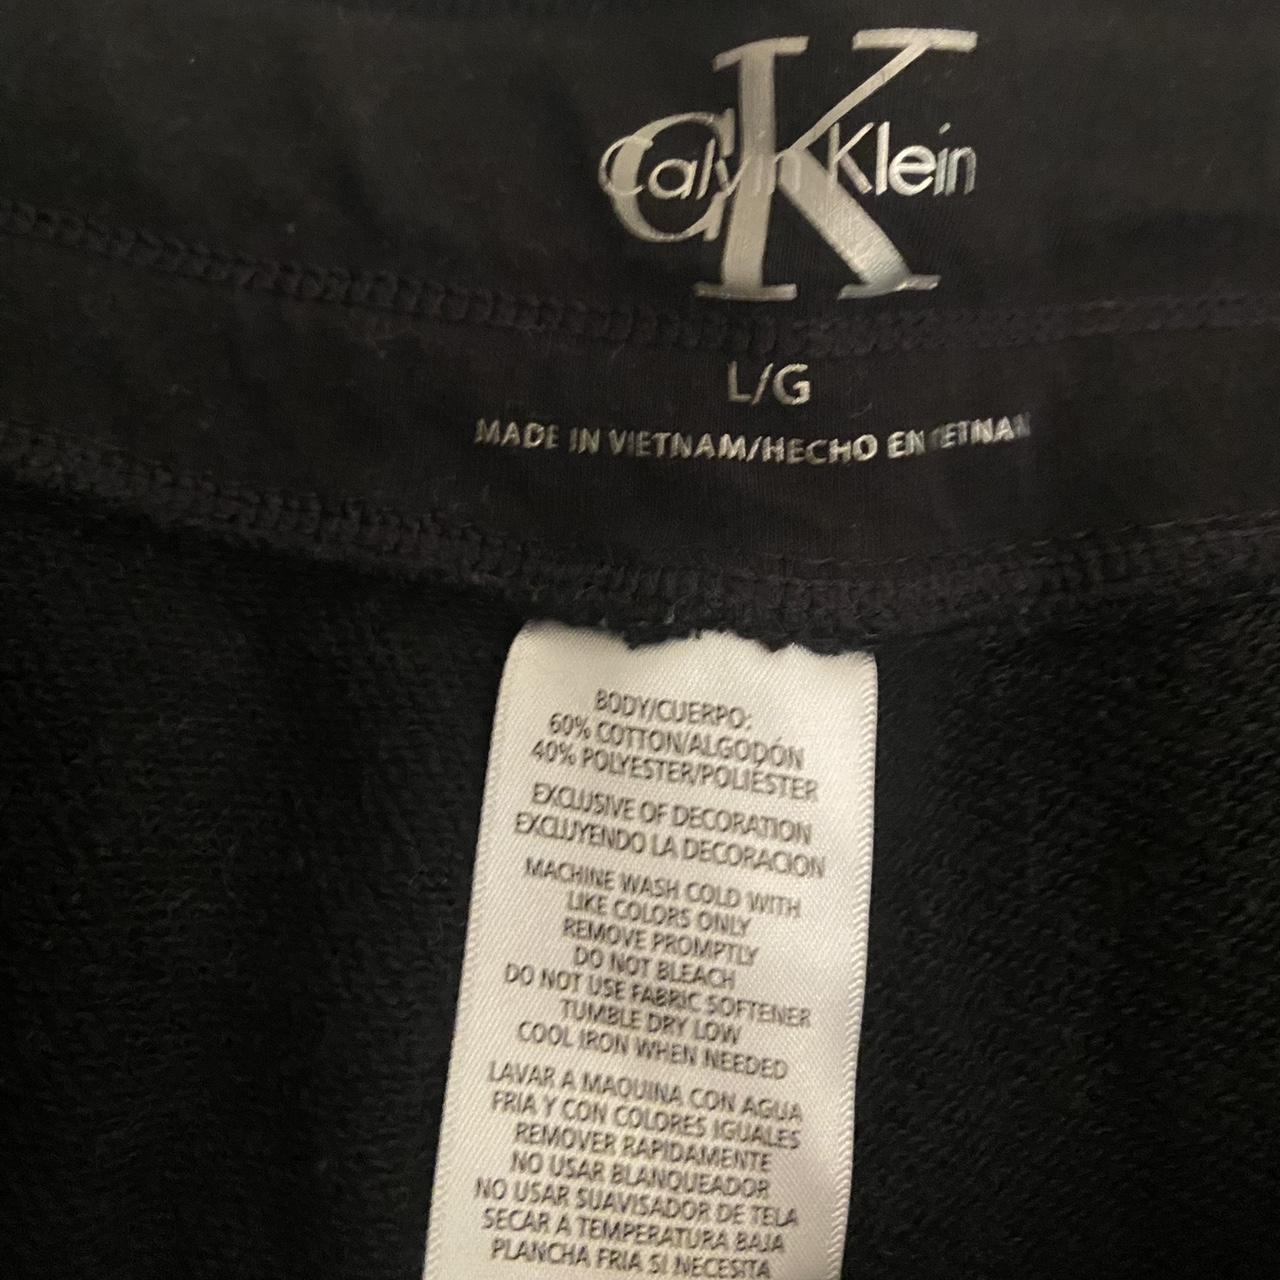 CK
Calvin Klein
L/G
MADE IN VIETNAM/HECHO EN VIETNAM
BODY/CUERPO:
60% COTTON/ALGODÓN
40% POLYESTER/POLIÉSTER
EXCLUSIVE OF DECORATION
EXCLUYENDO LA DECORACION
MACHINE WASH COLD WITH
LIKE COLORS ONLY
REMOVE PROMPTLY
DO NOT BLEACH
DO NOT USE FABRIC SOFTENER
TUMBLE DRY LOW
COOL IRON WHEN NEEDED
LAVAR A MAQUINA CON AGUA
FRIA Y CON COLORES IGUALES
REMOVER RAPIDAMENTE
NO USAR BLANQUEADOR
NO USAR SUAVISADOR DE TELA
SECAR A TEMPERATURA BAJA
PLANCHA FRIA SI NECESITA